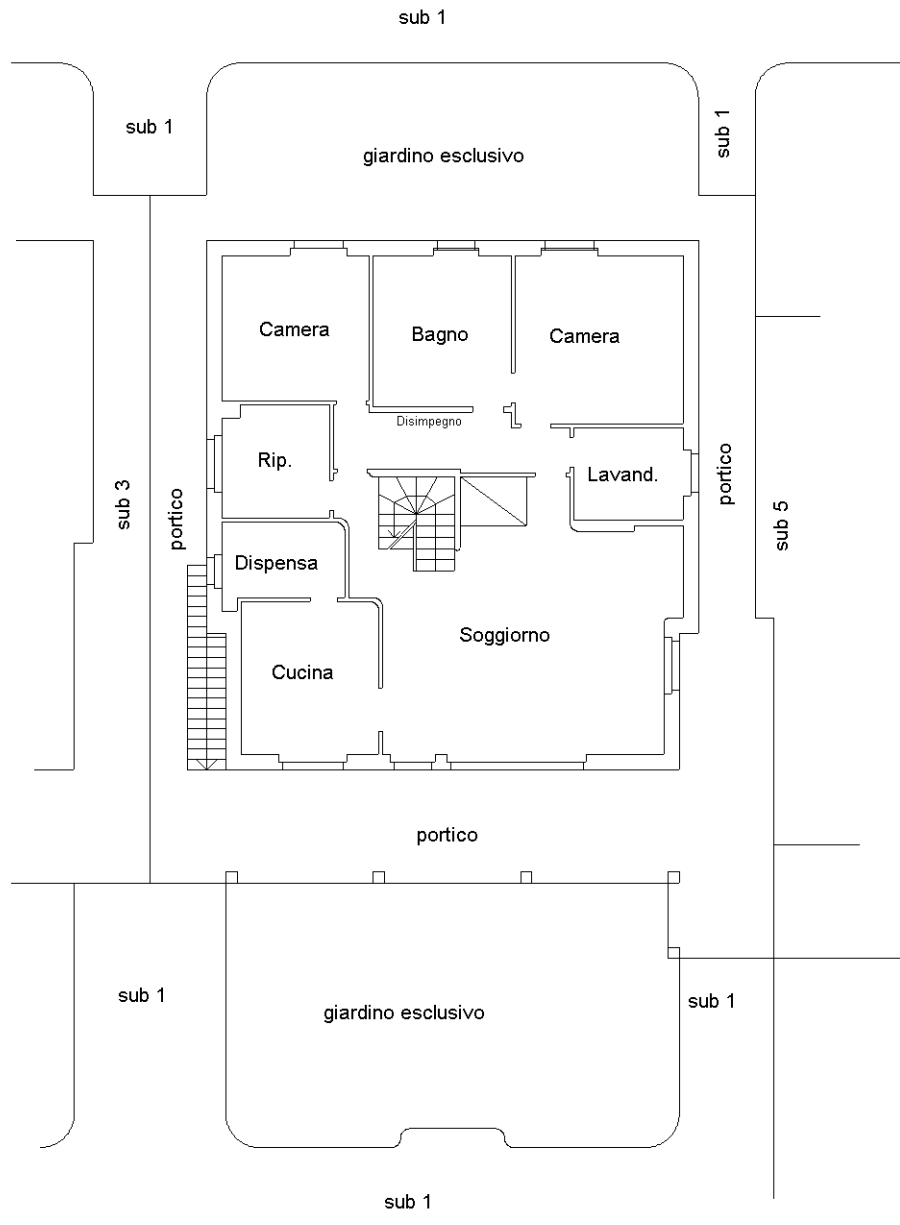 sub 1
sub 1
sub 1
giardino esclusivo
Camera
Bagno
Camera
Disimpegno
Rip.
Lavand.
portico
sub 3
portico
sub 5
Dispensa
Soggiorno
Cucina
portico
sub 1
giardino esclusivo
sub 1
sub 1